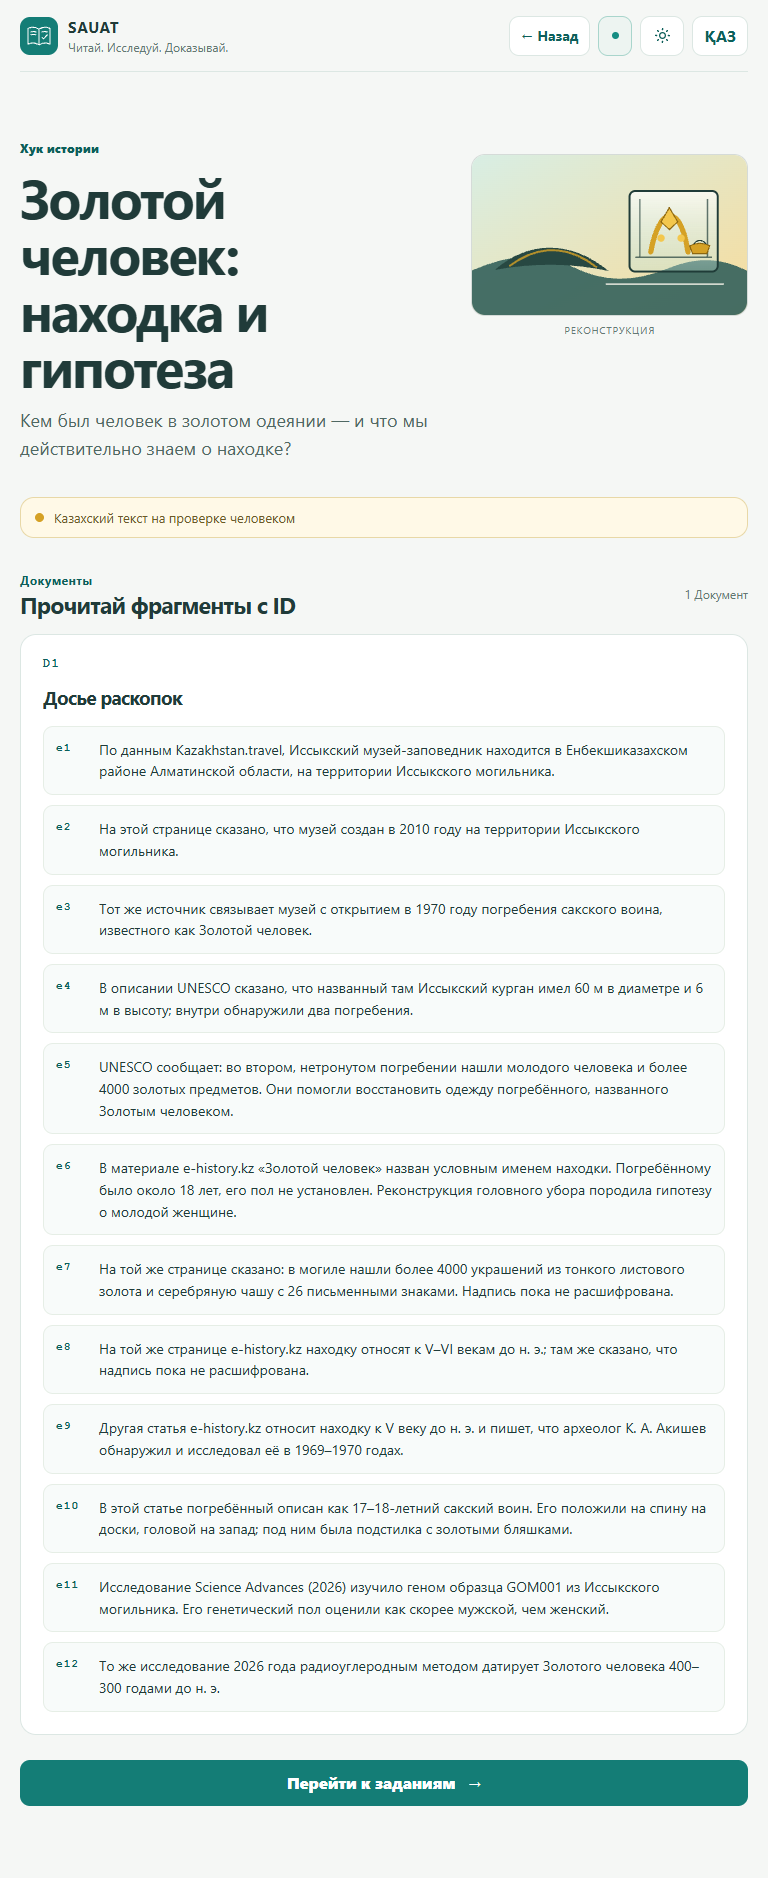 SAUAT
Читай. Исследуй. Доказывай.
← Назад
ҚАЗ
Хук истории
Золотой
человек:
находка и
гипотеза
Кем был человек в золотом одеянии — и что мы
действительно знаем о находке?
РЕКОНСТРУКЦИЯ
Казахский текст на проверке человеком
Документы
Прочитай фрагменты с ID
1 Документ
D1
Досье раскопок
e1
По данным Kazakhstan.travel, Иссыкский музей-заповедник находится в Енбекшиказахском
районе Алматинской области, на территории Иссыкского могильника.
e2
На этой странице сказано, что музей создан в 2010 году на территории Иссыкского
могильника.
e3
Тот же источник связывает музей с открытием в 1970 году погребения сакского воина,
известного как Золотой человек.
e4
В описании UNESCO сказано, что названный там Иссыкский курган имел 60 м в диаметре и 6
м в высоту; внутри обнаружили два погребения.
e5
UNESCO сообщает: во втором, нетронутом погребении нашли молодого человека и более
4000 золотых предметов. Они помогли восстановить одежду погребённого, названного
Золотым человеком.
e6
В материале e-history.kz «Золотой человек» назван условным именем находки. Погребённому
было около 18 лет, его пол не установлен. Реконструкция головного убора породила гипотезу
о молодой женщине.
e7
На той же странице сказано: в могиле нашли более 4000 украшений из тонкого листового
золота и серебряную чашу с 26 письменными знаками. Надпись пока не расшифрована.
e8
На той же странице e-history.kz находку относят к V–VI векам до н. э.; там же сказано, что
надпись пока не расшифрована.
e9
Другая статья e-history.kz относит находку к V веку до н. э. и пишет, что археолог К. А. Акишев
обнаружил и исследовал её в 1969–1970 годах.
e10
В этой статье погребённый описан как 17–18-летний сакский воин. Его положили на спину на
доски, головой на запад; под ним была подстилка с золотыми бляшками.
e11
Исследование Science Advances (2026) изучило геном образца GOM001 из Иссыкского
могильника. Его генетический пол оценили как скорее мужской, чем женский.
e12
То же исследование 2026 года радиоуглеродным методом датирует Золотого человека 400–
300 годами до н. э.
Перейти к заданиям →